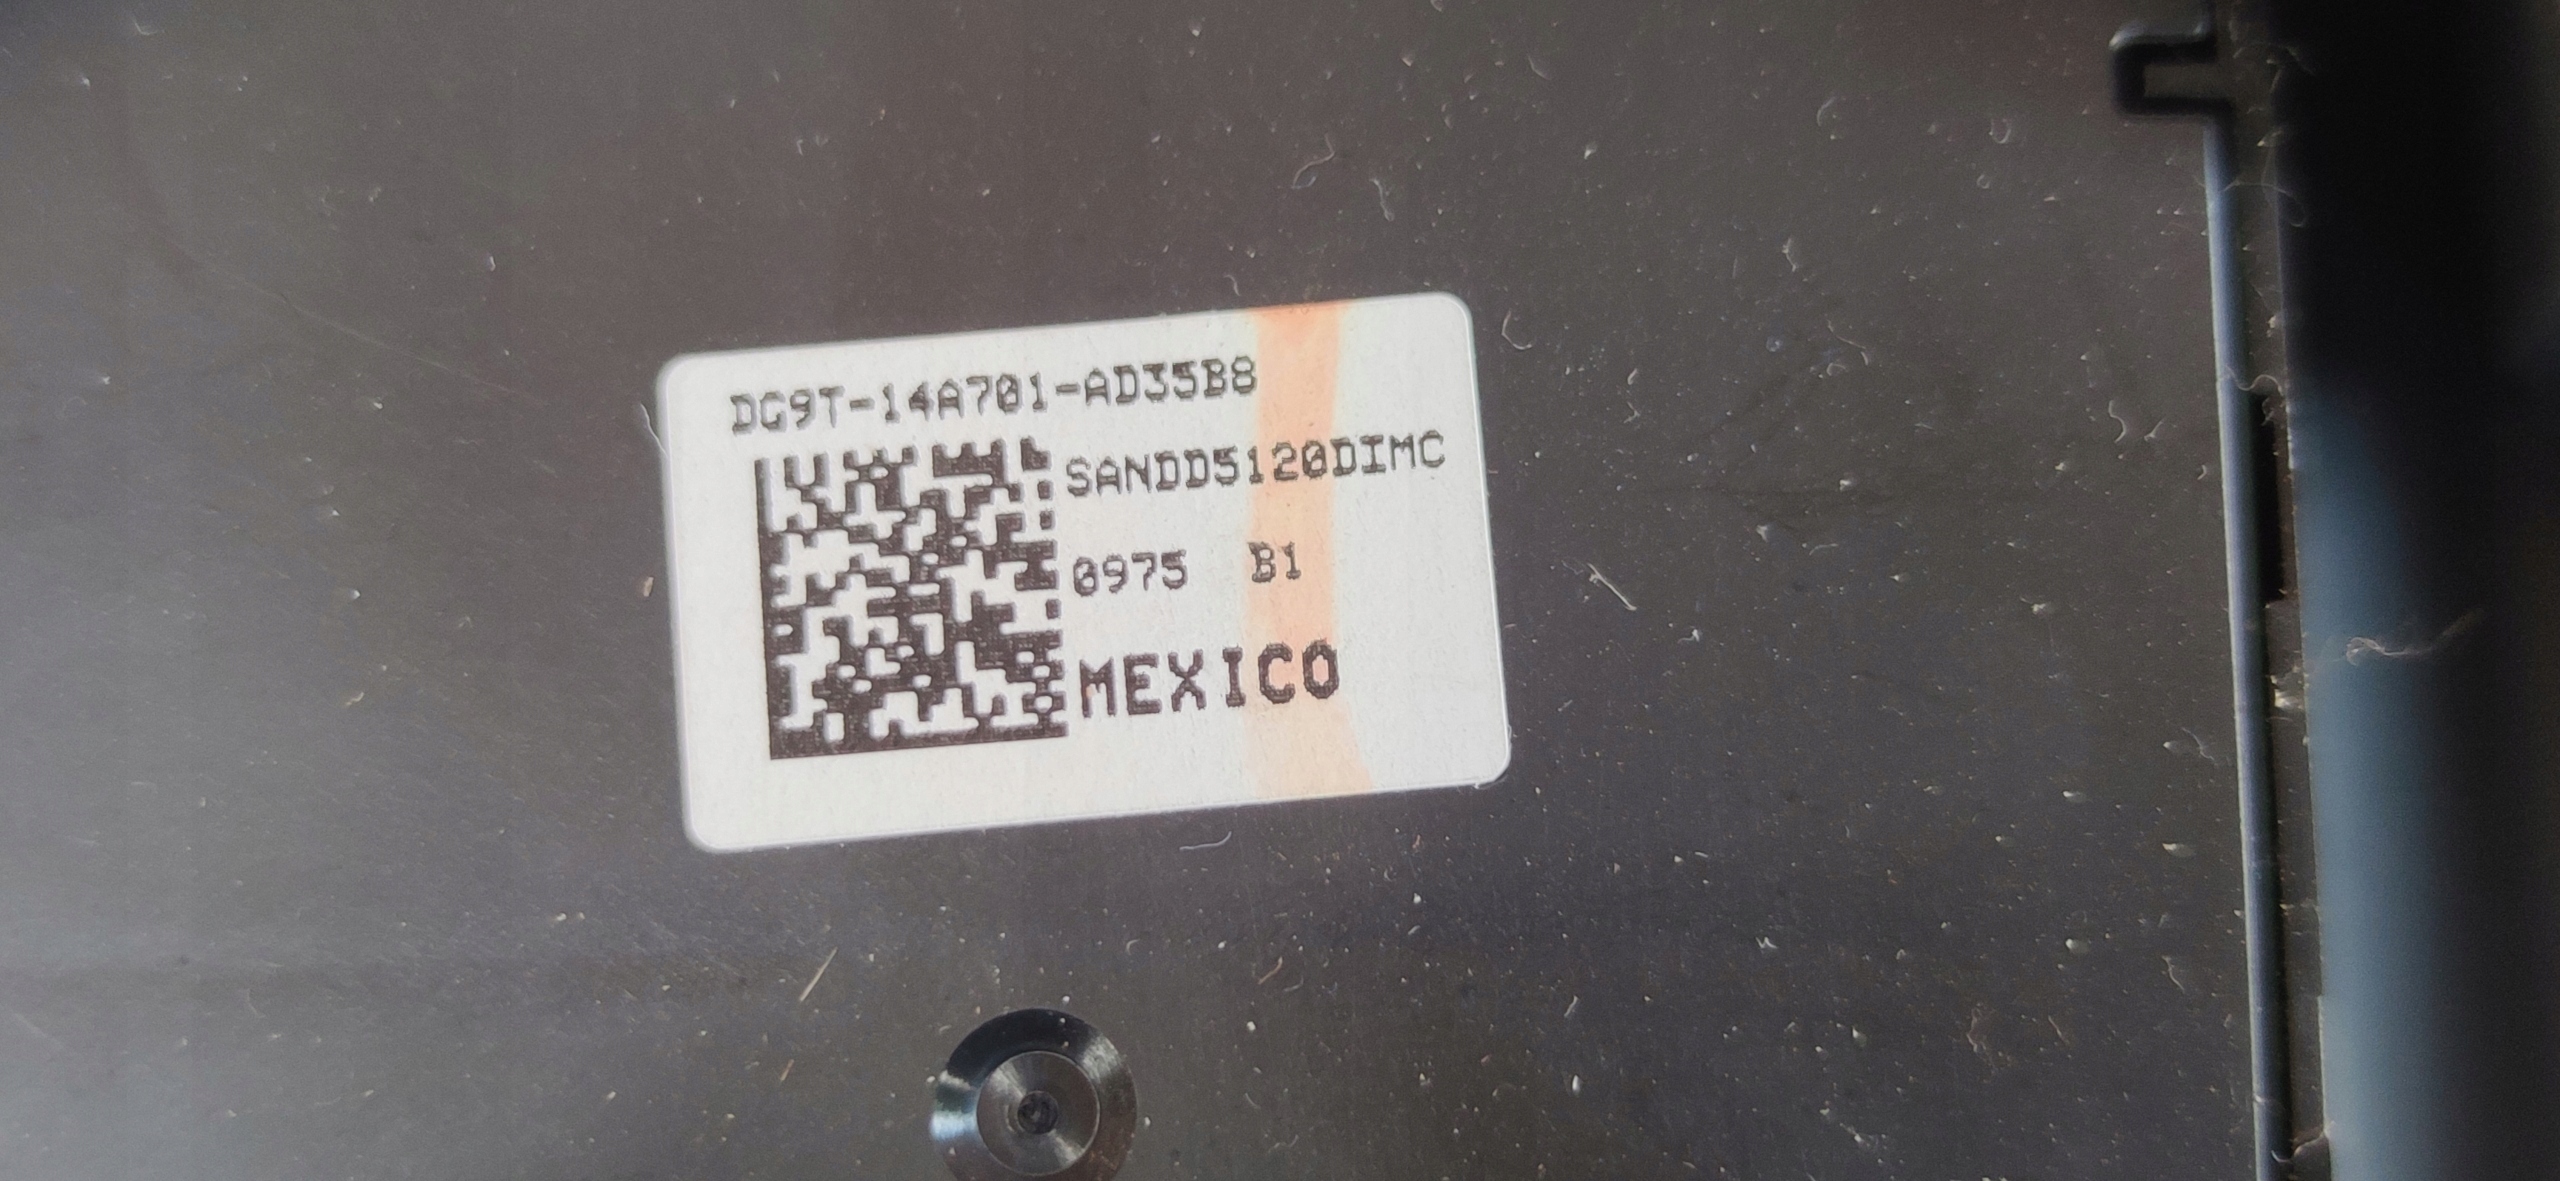 DG9T-14A701-AD35B8
SANDD5120DIMC
0975 B1
MEXICO